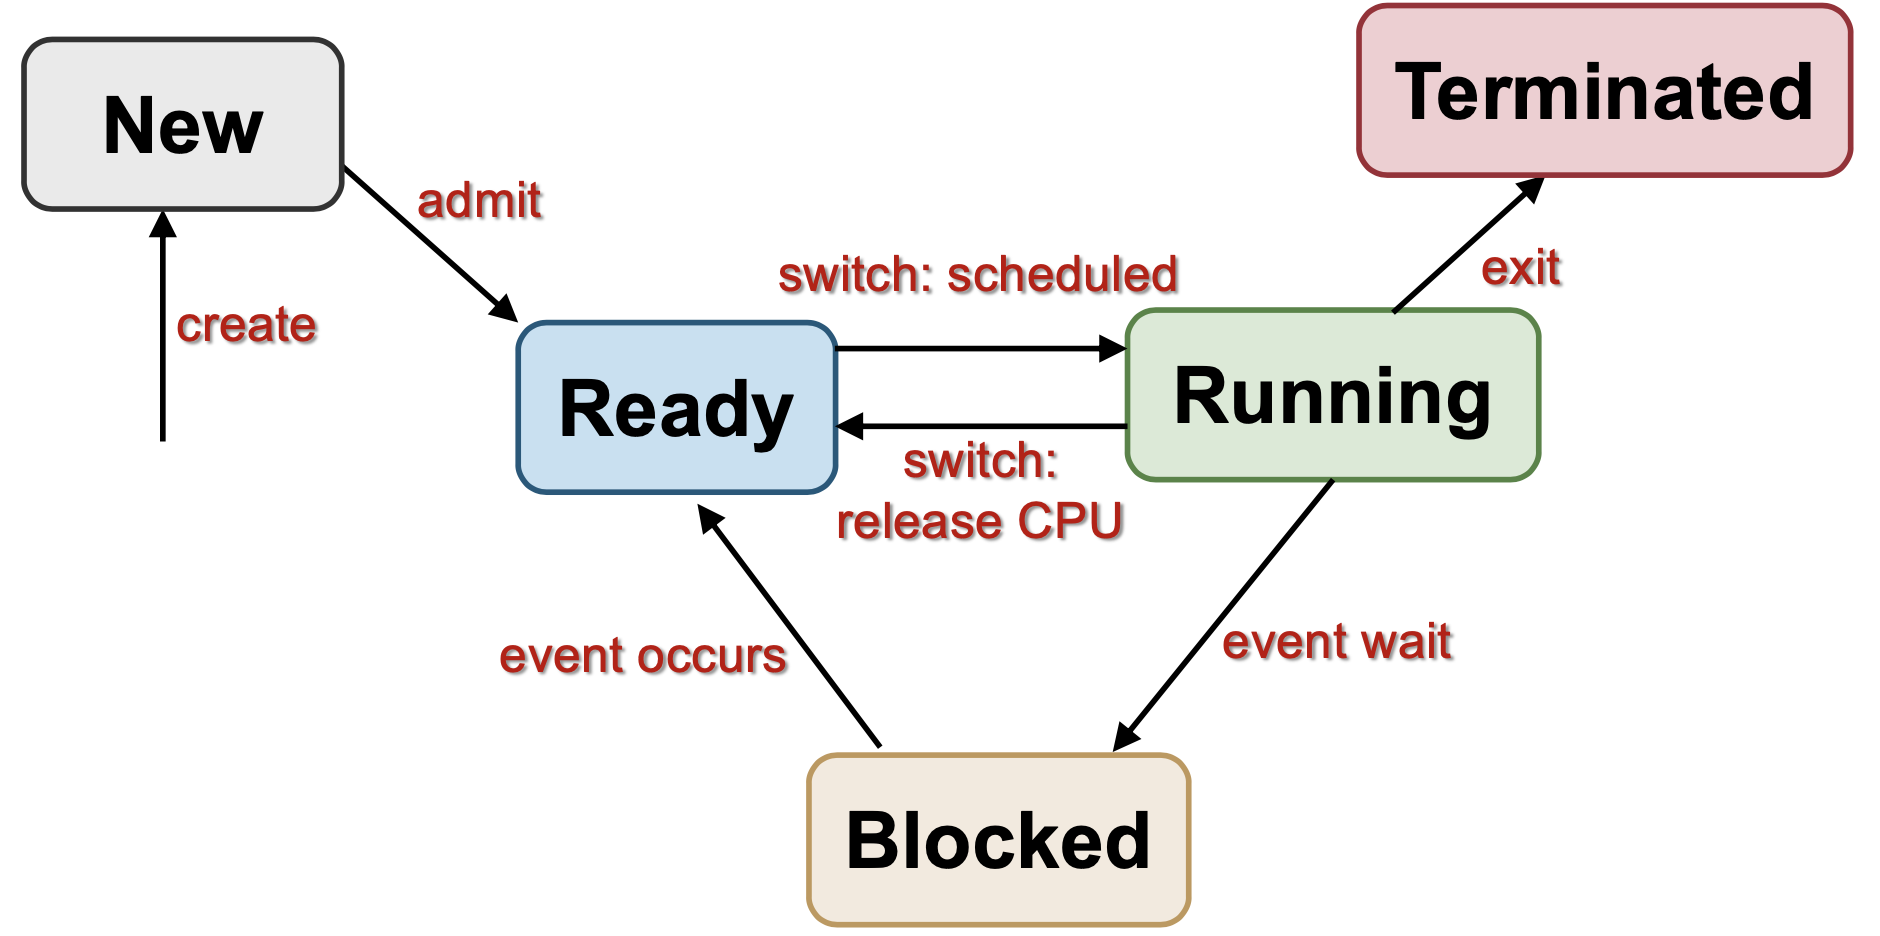 New
Terminated
admit
create
switch: scheduled
exit
Ready
Running
switch:
release CPU
event occurs
event wait
Blocked